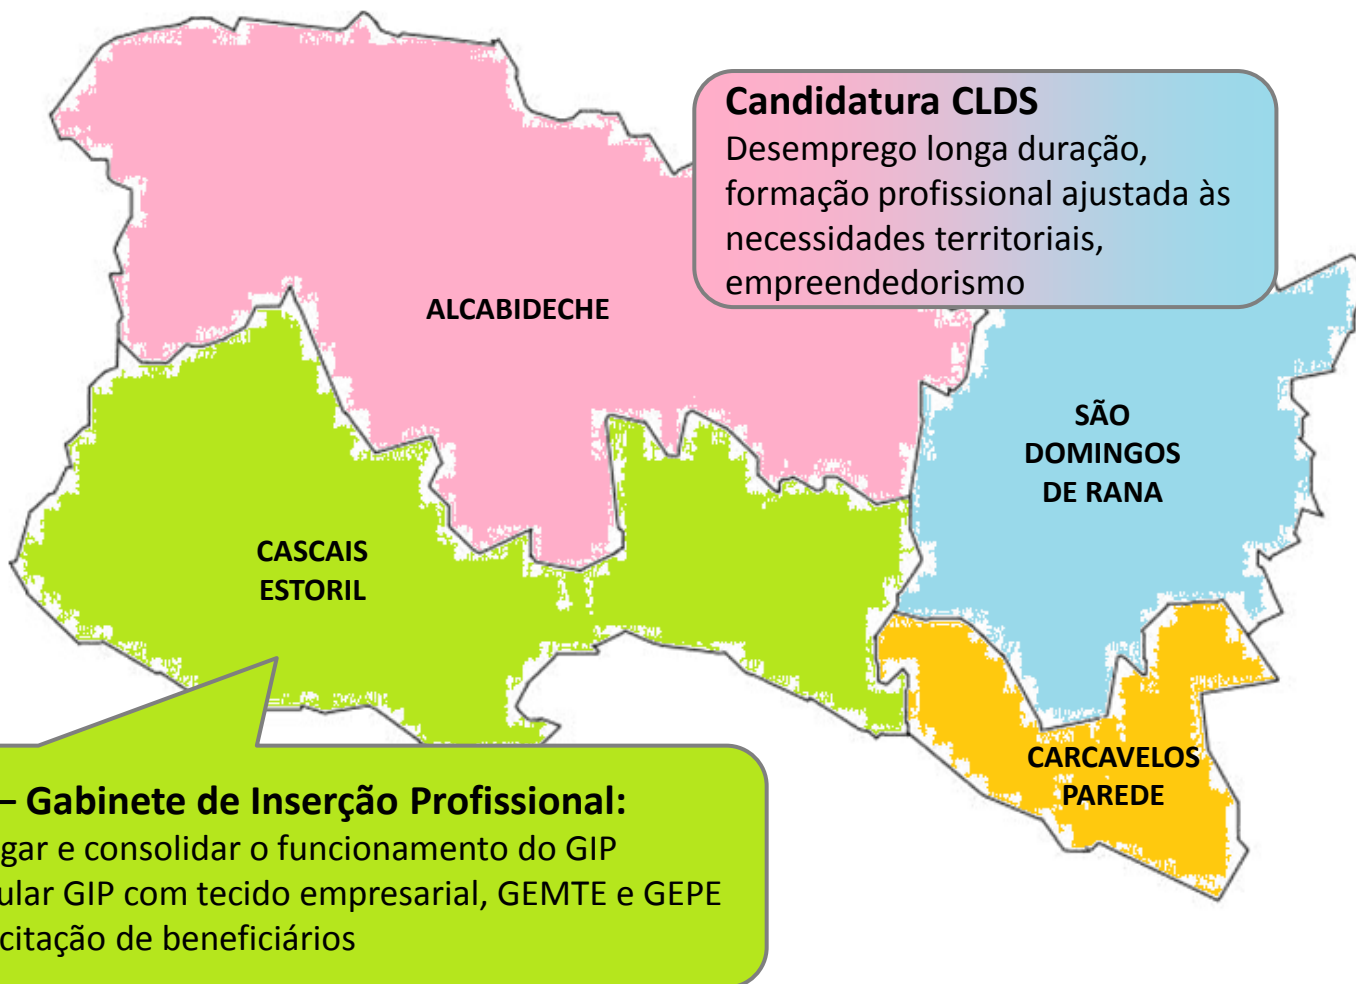 Candidatura CLDS
Desemprego longa duração,
formação profissional ajustada às
necessidades territoriais,
empreendedorismo
ALCABIDECHE
SÃO
DOMINGOS
DE RANA
CASCAIS
ESTORIL
CARCAVELOS
PAREDE
– Gabinete de Inserção Profissional:
gar e consolidar o funcionamento do GIP
ular GIP com tecido empresarial, GEMTE e GEPE
citação de beneficiários